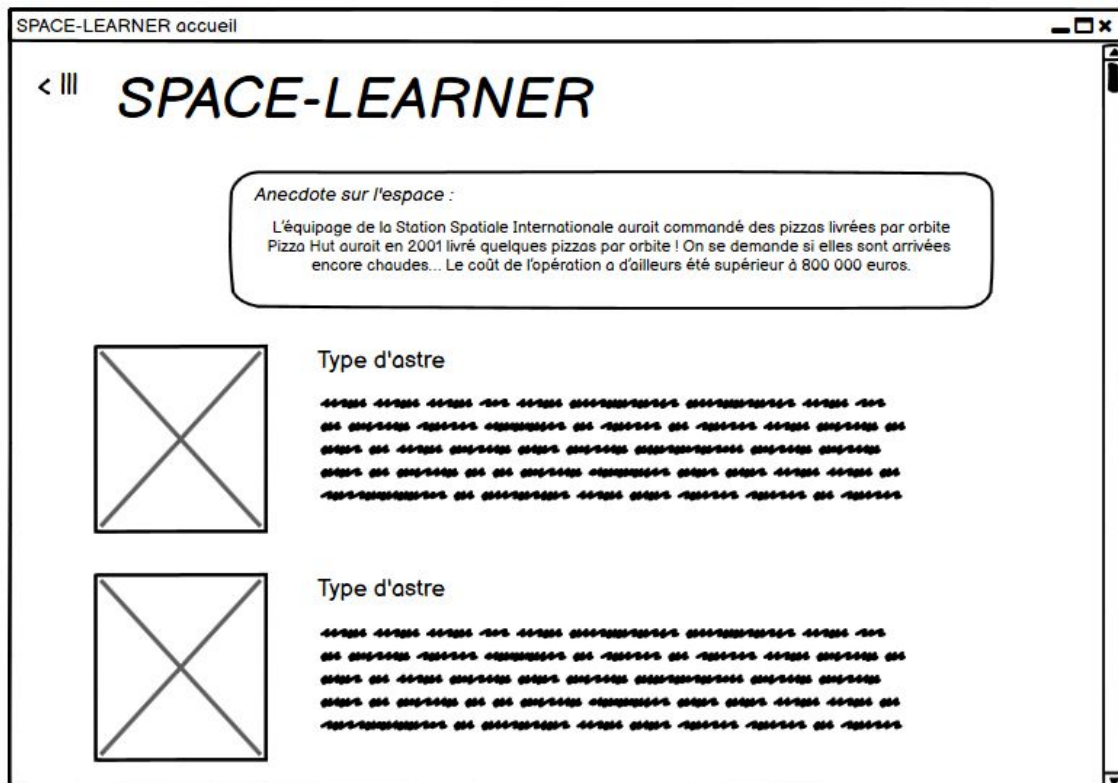 SPACE-LEARNER accueil
< |||
SPACE-LEARNER
Anecdote sur l'espace :
L'équipage de la Station Spatiale Internationale aurait commandé des pizzas livrées par orbite
Pizza Hut aurait en 2001 livré quelques pizzas par orbite ! On se demande si elles sont arrivées
encore chaudes... Le coût de l'opération a d'ailleurs été supérieur à 800 000 euros.
Type d'astre
Type d'astre